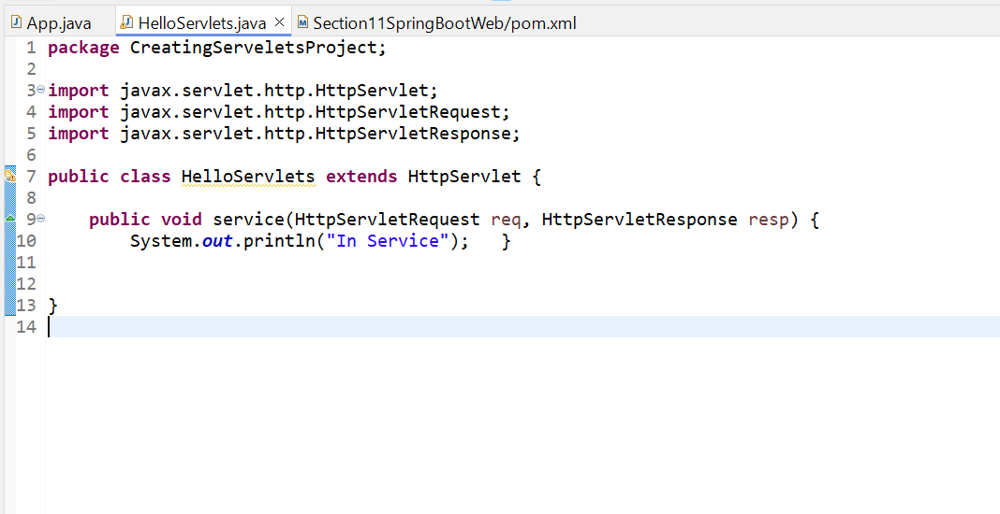 App.java HelloServlets.java Section11SpringBootWeb/pom.xml
1 package CreatingServeletsProject;
2
3 import javax.servlet.http.HttpServlet;
4 import javax.servlet.http.HttpServletRequest;
5 import javax.servlet.http.HttpServletResponse;
6
7 public class HelloServlets extends HttpServlet {
8
9     public void service(HttpServletRequest req, HttpServletResponse resp) {
10         System.out.println("In Service");   }
11
12
13 }
14